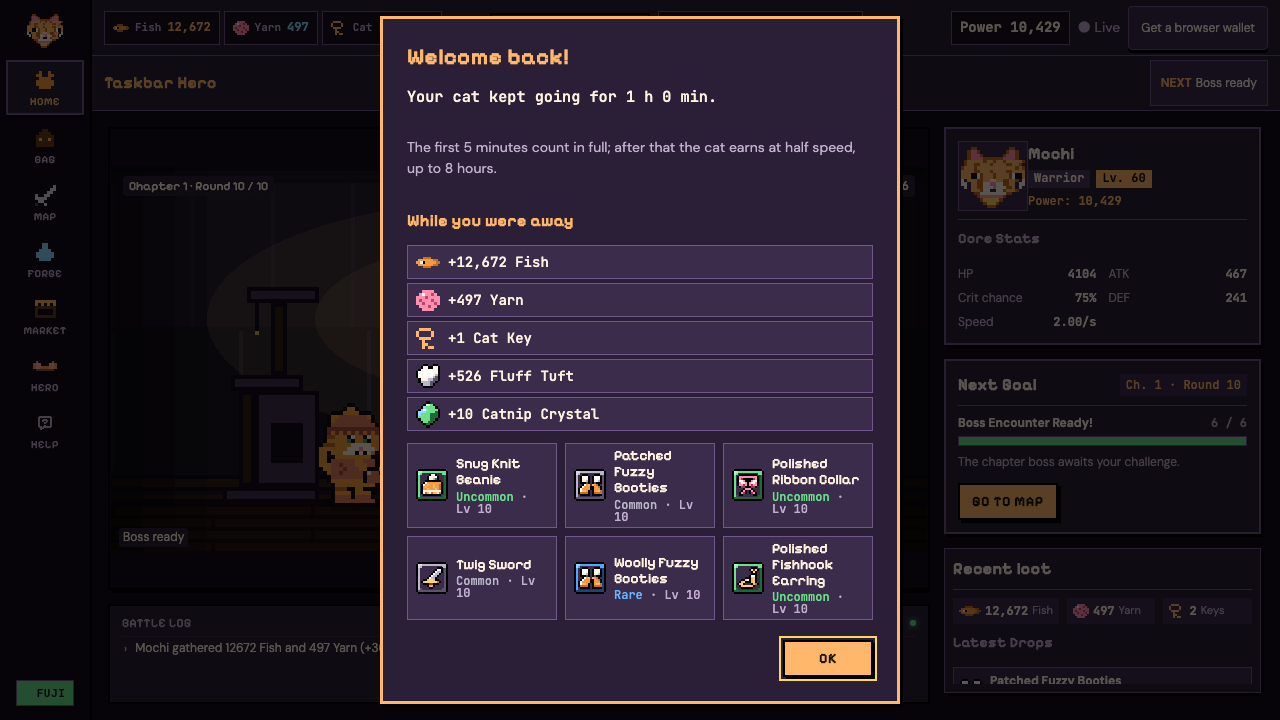 Fish 12,672
Yarn 497
Cat
Power 10,429
Live
Get a browser wallet
HOME
BAG
MAP
FORGE
MARKET
HERO
HELP
FUJI
Taskbar Hero
NEXT Boss ready
Chapter 1 · Round 10 / 10
6
Boss ready
BATTLE LOG
› Mochi gathered 12672 Fish and 497 Yarn (+3
Welcome back!
Your cat kept going for 1 h 0 min.
The first 5 minutes count in full; after that the cat earns at half speed,
up to 8 hours.
While you were away
+12,672 Fish
+497 Yarn
+1 Cat Key
+526 Fluff Tuft
+10 Catnip Crystal
Snug Knit
Beanie
Uncommon ·
Lv 10
Patched
Fuzzy
Booties
Common · Lv
10
Polished
Ribbon Collar
Uncommon ·
Lv 10
Twig Sword
Common · Lv
10
Woolly Fuzzy
Booties
Rare · Lv 10
Polished
Fishhook
Earring
Uncommon ·
Lv 10
OK
Mochi
Warrior
Lv. 60
Power: 10,429
Core Stats
HP 4104 ATK 467
Crit chance 75% DEF 241
Speed 2.00/s
Next Goal
Ch. 1 · Round 10
Boss Encounter Ready! 6 / 6
The chapter boss awaits your challenge.
GO TO MAP
Recent loot
12,672 Fish
497 Yarn
2 Keys
Latest Drops
Patched Fuzzy Booties